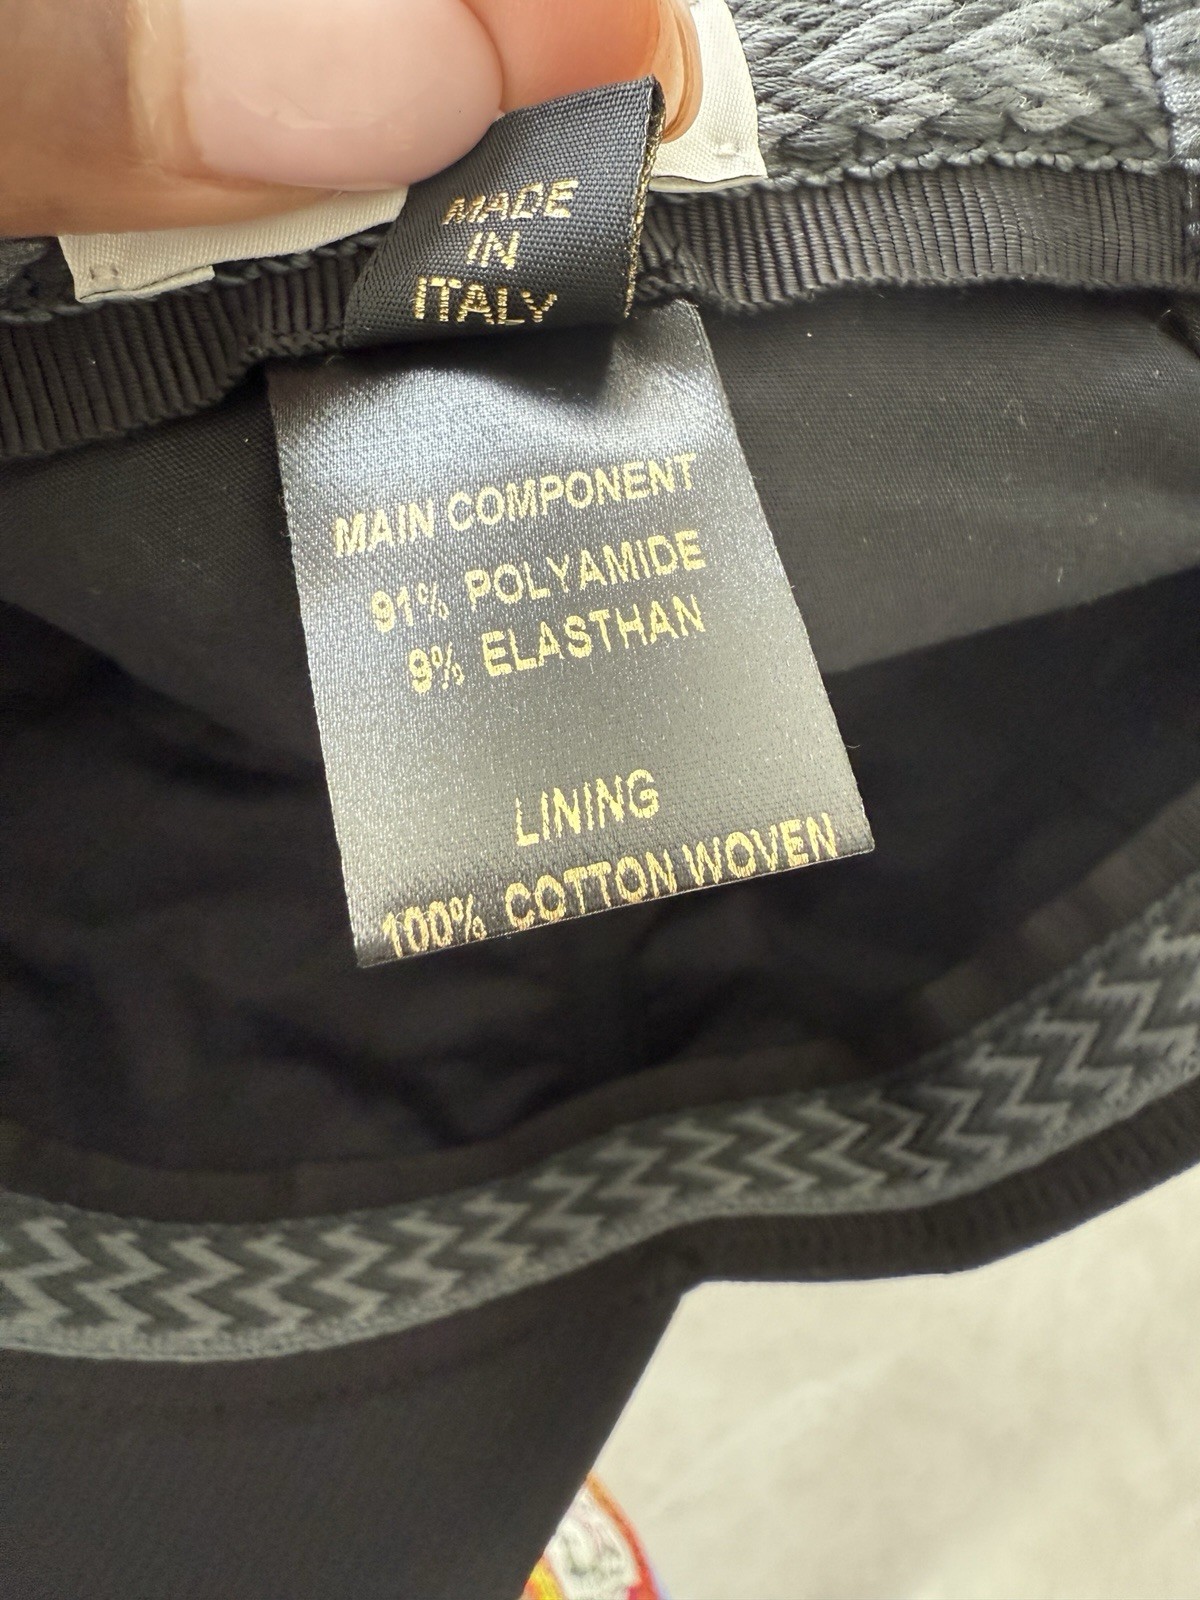 MADE
IN
ITALY
MAIN COMPONENT
91% POLYAMIDE
9% ELASTHAN
LINING
100% COTTON WOVEN